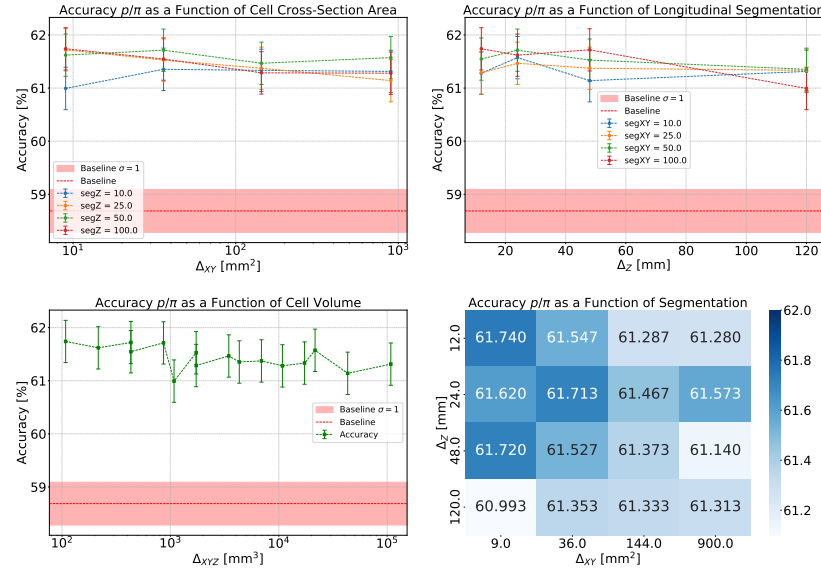 Accuracy p/π as a Function of Cell Cross-Section Area
Accuracy [%]
62
61
60
59
Baseline σ = 1
Baseline
segZ = 10.0
segZ = 25.0
segZ = 50.0
segZ = 100.0
10¹ 10² 10³
Δ_XY [mm²]
Accuracy p/π as a Function of Longitudinal Segmentation
Accuracy [%]
62
61
60
59
Baseline σ = 1
Baseline
segXY = 10.0
segXY = 25.0
segXY = 50.0
segXY = 100.0
20 40 60 80 100 120
Δ_Z [mm]
Accuracy p/π as a Function of Cell Volume
Accuracy [%]
62
61
60
59
Baseline σ = 1
Baseline
Accuracy
10² 10³ 10⁴ 10⁵
Δ_XYZ [mm³]
Accuracy p/π as a Function of Segmentation
Δ_Z [mm]
12.0 61.740 61.547 61.287 61.280
24.0 61.620 61.713 61.467 61.573
48.0 61.720 61.527 61.373 61.140
120.0 60.993 61.353 61.333 61.313
9.0 36.0 144.0 900.0
Δ_XY [mm²]
62.0
61.8
61.6
61.4
61.2